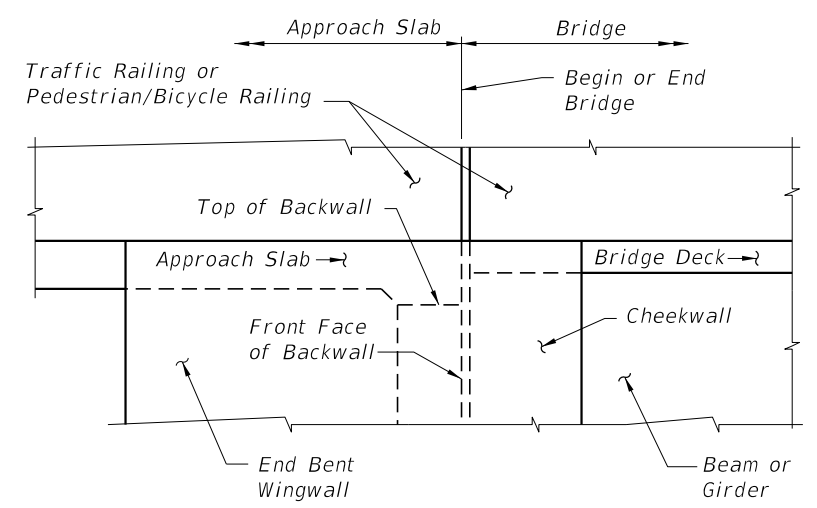 Approach Slab
Bridge
Traffic Railing or
Pedestrian/Bicycle Railing
Begin or End
Bridge
Top of Backwall
Approach Slab
Bridge Deck
Front Face
of Backwall
Cheekwall
End Bent
Wingwall
Beam or
Girder